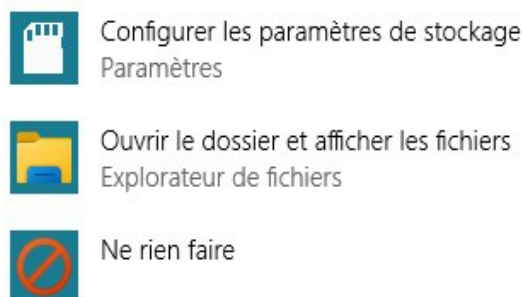 Configurer les paramètres de stockage
Paramètres
Ouvrir le dossier et afficher les fichiers
Explorateur de fichiers
Ne rien faire